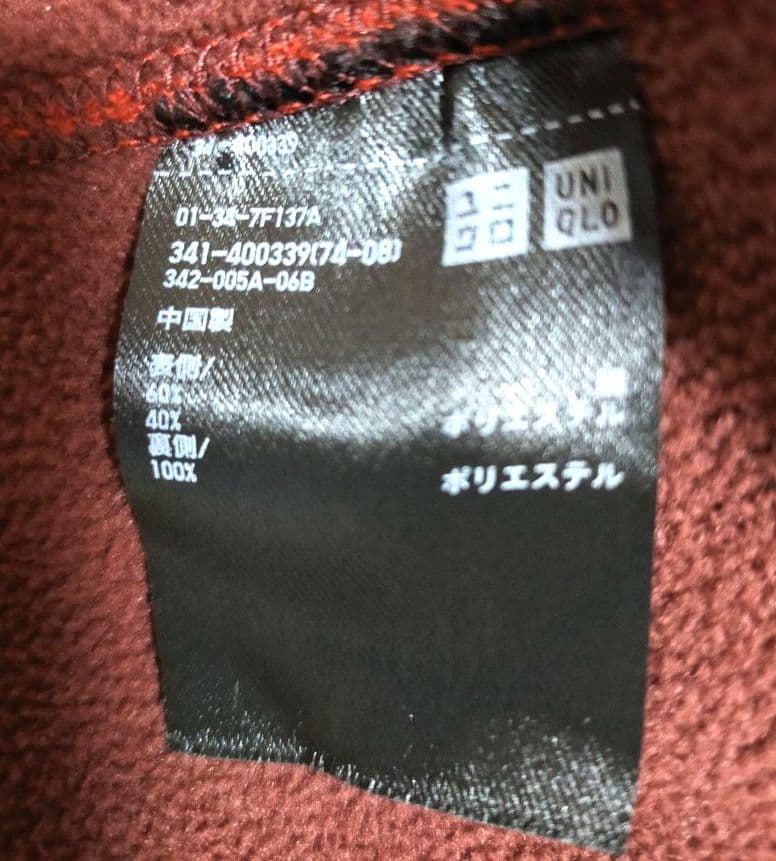 400339
ユニ
クロ
UNI
QLO
01-34-7F137A
341-400339(74-08)
342-005A-06B
中国製
表側/
60% 綿
40% ポリエステル
裏側/
100% ポリエステル